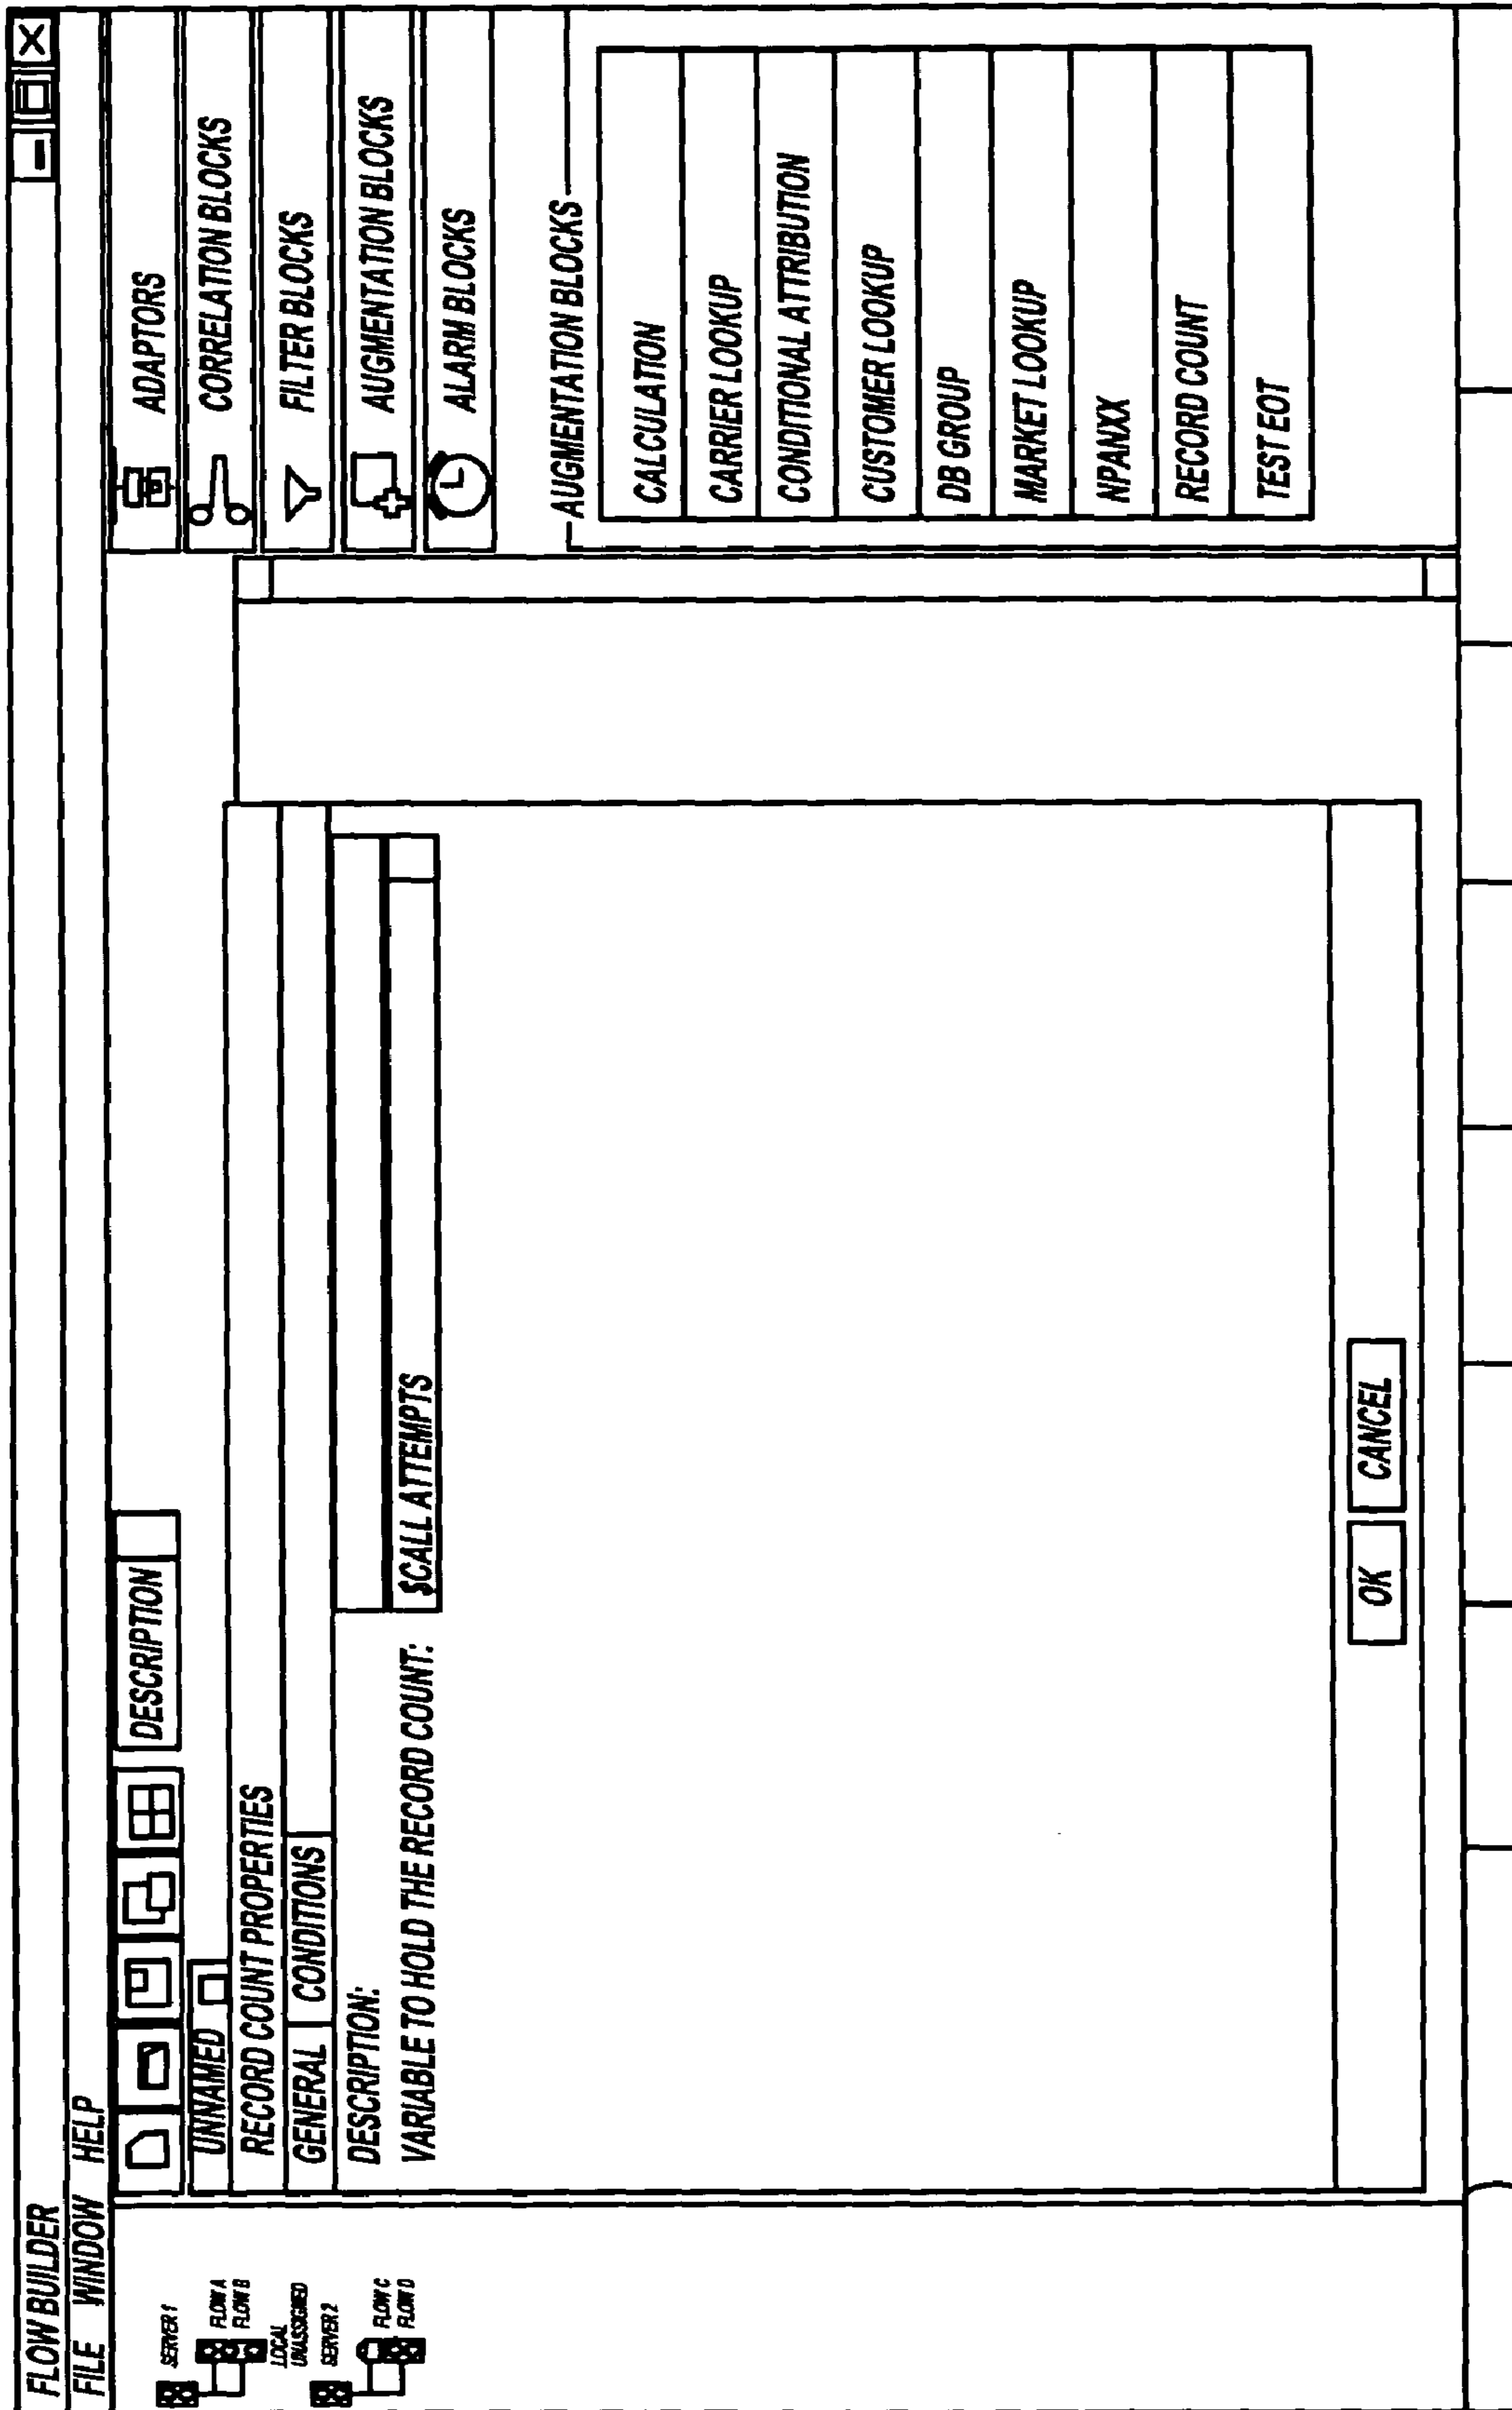 FLOW BUILDER
FILE WINDOW HELP
DESCRIPTION
SERVER 1
FLOW A
FLOW B
LOCAL
UNASSIGNED
SERVER 2
FLOW C
FLOW D
UNNAMED
RECORD COUNT PROPERTIES
GENERAL CONDITIONS
DESCRIPTION:
VARIABLE TO HOLD THE RECORD COUNT:
$CALL ATTEMPTS
OK CANCEL
ADAPTORS
CORRELATION BLOCKS
FILTER BLOCKS
AUGMENTATION BLOCKS
ALARM BLOCKS
AUGMENTATION BLOCKS
CALCULATION
CARRIER LOOKUP
CONDITIONAL ATTRIBUTION
CUSTOMER LOOKUP
DB GROUP
MARKET LOOKUP
NPANXX
RECORD COUNT
TEST EOT